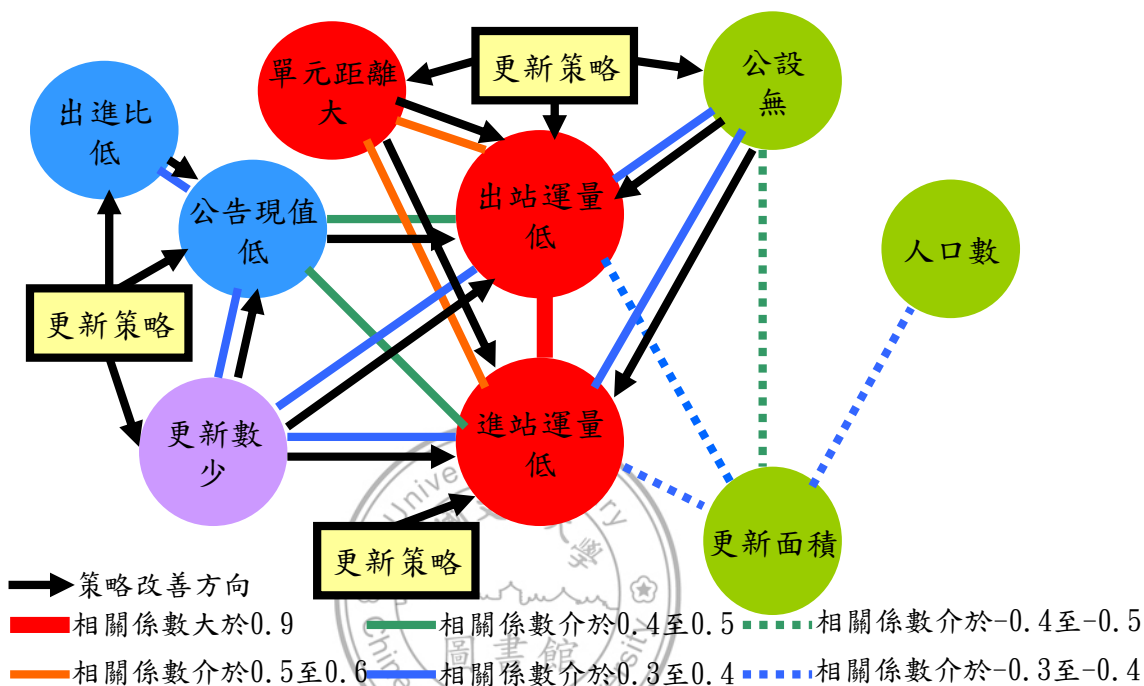 單元距離
大
更新策略
公設
無
出進比
低
公告現值
低
出站運量
低
人口數
更新策略
更新數
少
進站運量
低
更新策略
更新面積
策略改善方向
相關係數大於0.9
相關係數介於0.4至0.5
相關係數介於-0.4至-0.5
相關係數介於0.5至0.6
相關係數介於0.3至0.4
相關係數介於-0.3至-0.4
圖書館